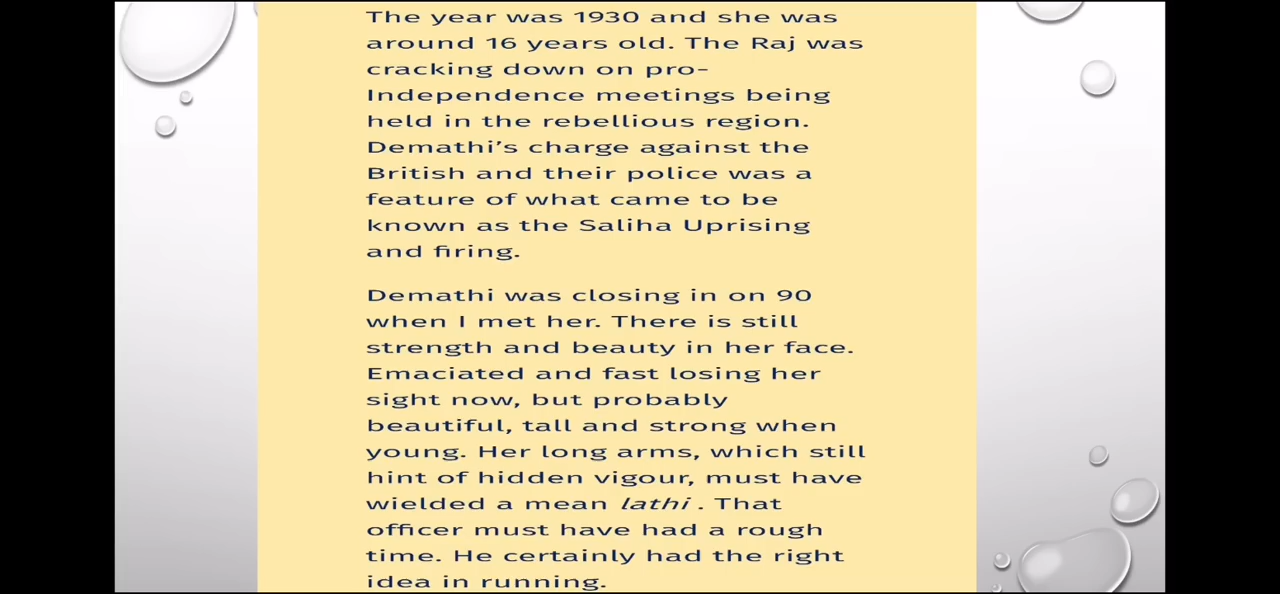 The year was 1930 and she was
around 16 years old. The Raj was
cracking down on pro-
Independence meetings being
held in the rebellious region.
Demathi’s charge against the
British and their police was a
feature of what came to be
known as the Saliha Uprising
and firing.
Demathi was closing in on 90
when I met her. There is still
strength and beauty in her face.
Emaciated and fast losing her
sight now, but probably
beautiful, tall and strong when
young. Her long arms, which still
hint of hidden vigour, must have
wielded a mean lathi . That
officer must have had a rough
time. He certainly had the right
idea in running.